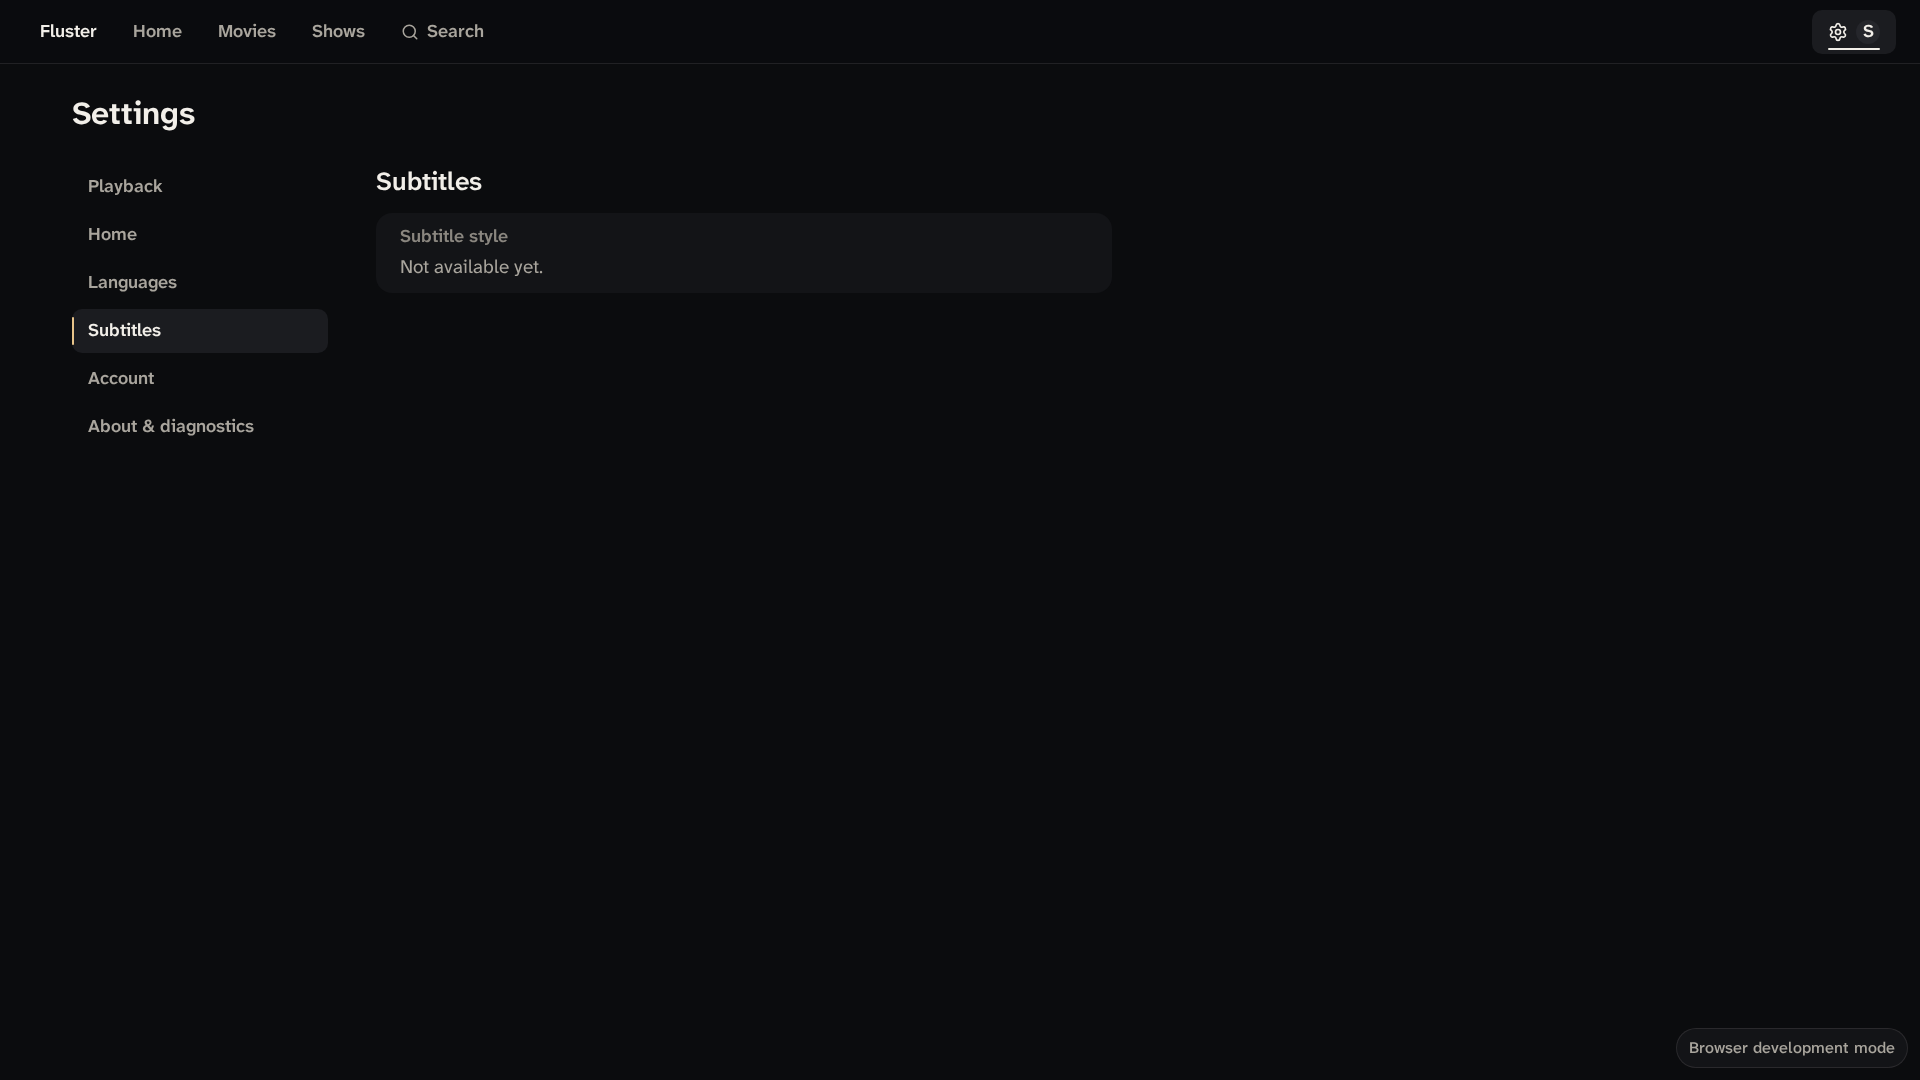 Fluster
Home
Movies
Shows
Search
S
Settings
Playback
Home
Languages
Subtitles
Account
About & diagnostics
Subtitles
Subtitle style
Not available yet.
Browser development mode